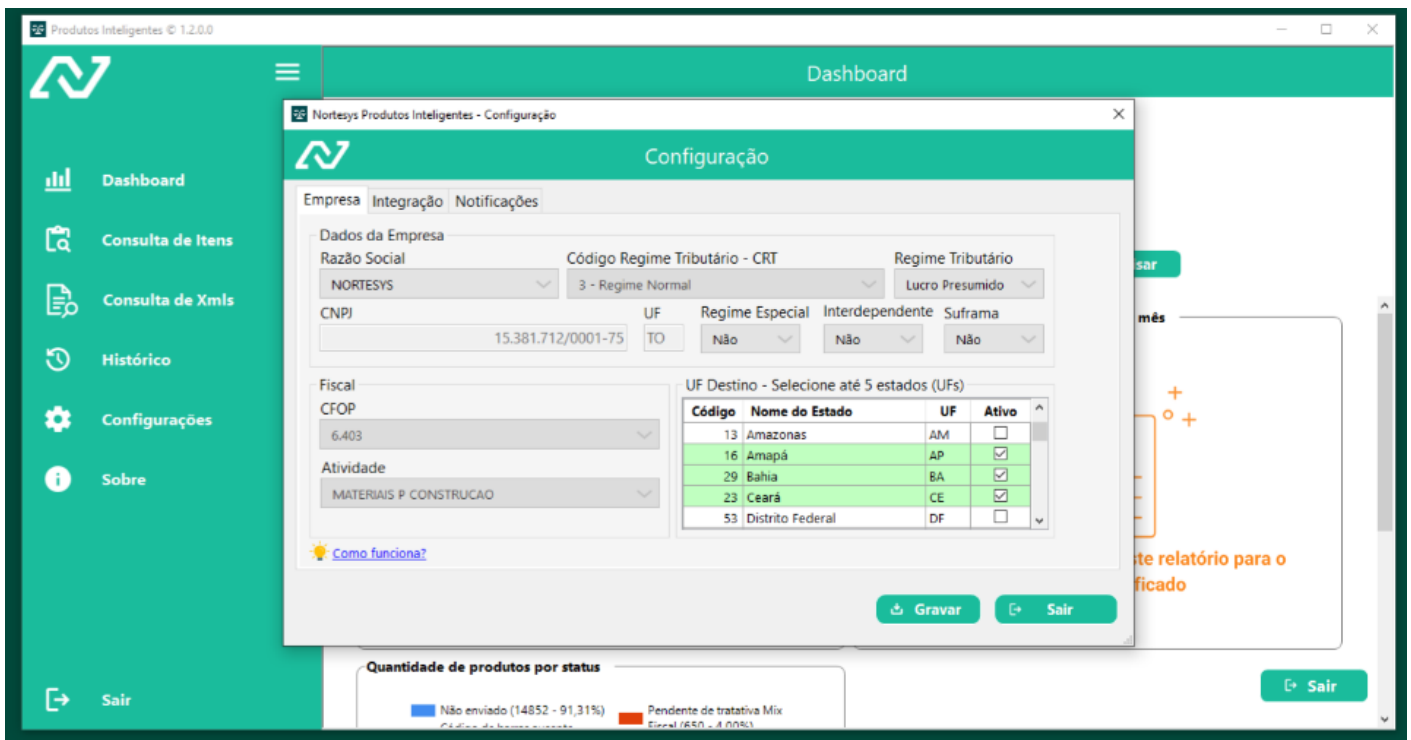 Produtos Inteligentes © 1.2.0.0
Dashboard
Dashboard
Consulta de Itens
Consulta de Xmls
Histórico
Configurações
Sobre
Sair
Nortesys Produtos Inteligentes - Configuração
Configuração
Empresa Integração Notificações
Dados da Empresa
Razão Social Código Regime Tributário - CRT Regime Tributário
NORTESYS 3 - Regime Normal Lucro Presumido
CNPJ UF Regime Especial Interdependente Suframa
15.381.712/0001-75 TO Não Não Não
Fiscal
CFOP
6.403
Atividade
MATERIAIS P CONSTRUCAO
UF Destino - Selecione até 5 estados (UFs)
Código Nome do Estado UF Ativo
13 Amazonas AM
16 Amapá AP
29 Bahia BA
23 Ceará CE
53 Distrito Federal DF
Como funciona?
Gravar Sair
sar
mês
ste relatório para o
ficado
Quantidade de produtos por status
Não enviado (14852 - 91,31%) Pendente de tratativa Mix
Fiscal (650 - 4,00%)
Sair